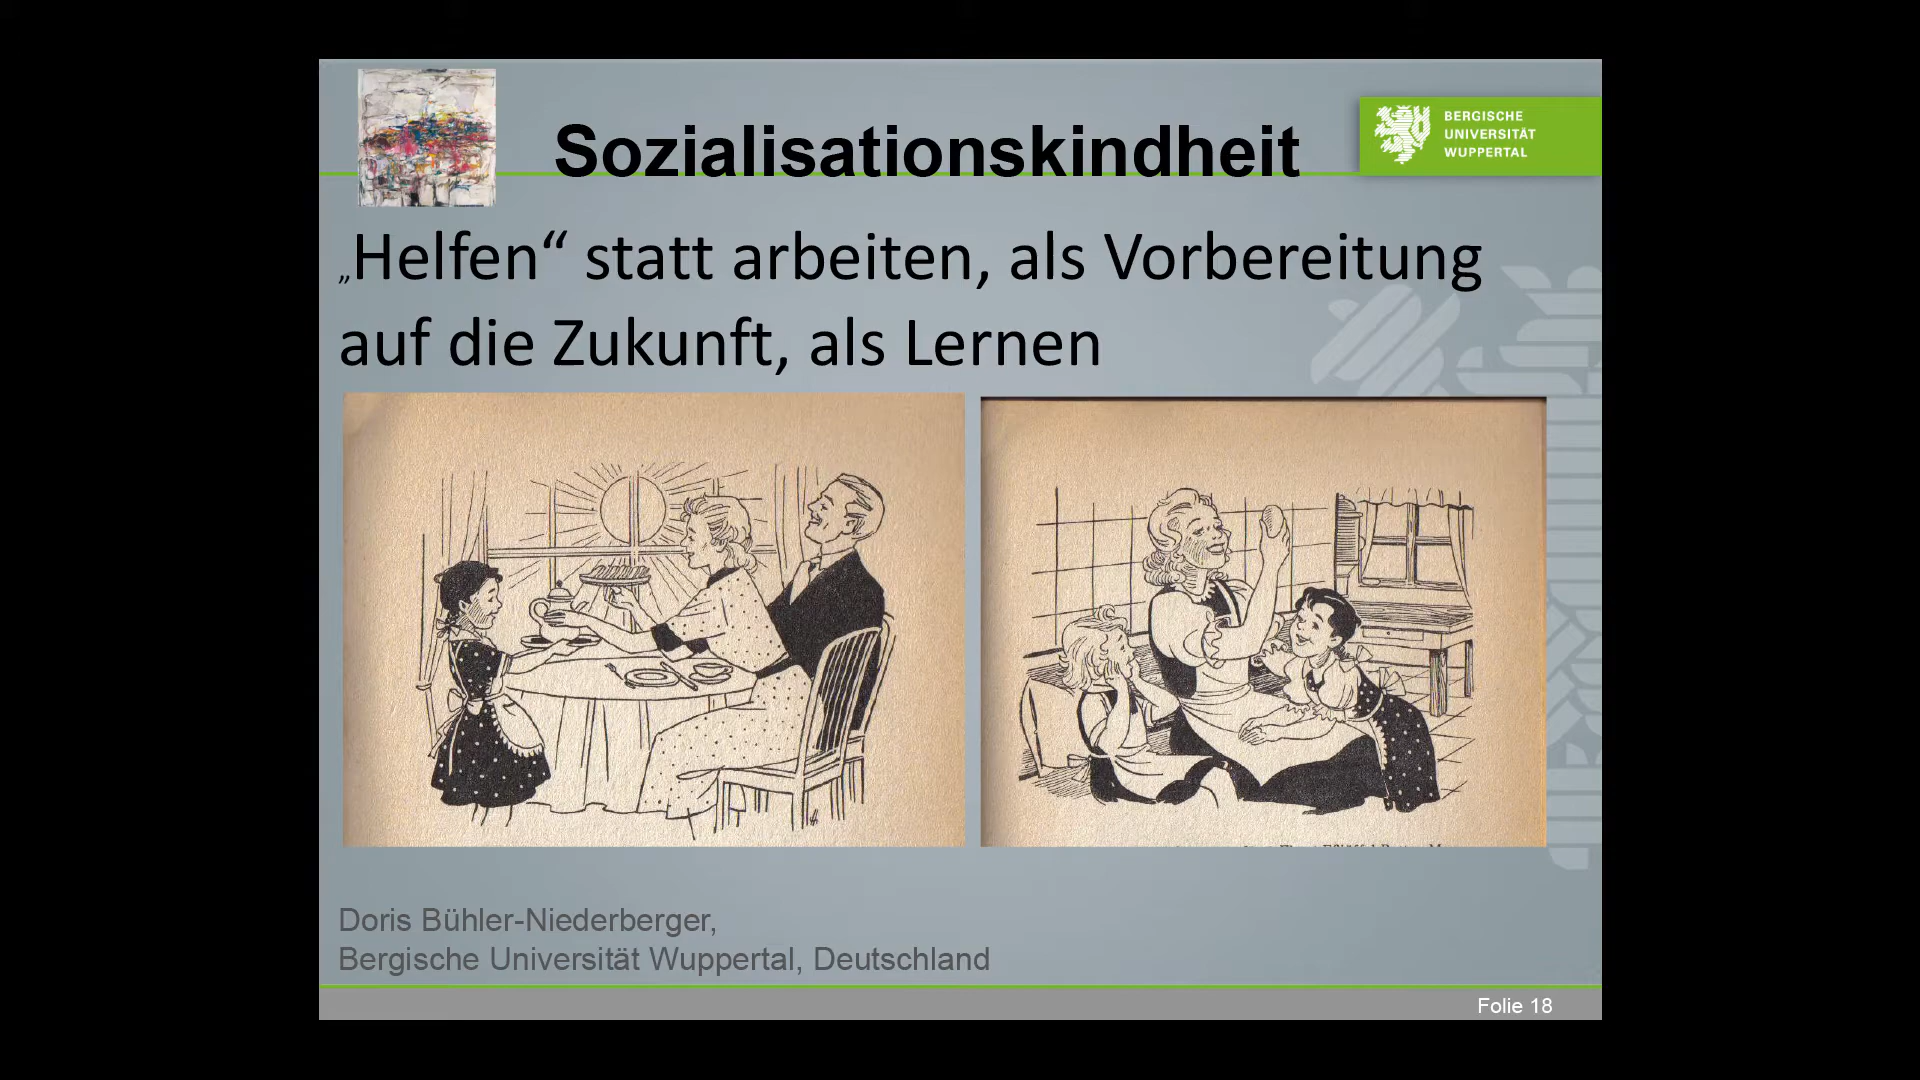 Sozialisationskindheit
BERGISCHE
UNIVERSITÄT
WUPPERTAL
„Helfen“ statt arbeiten, als Vorbereitung
auf die Zukunft, als Lernen
Doris Bühler-Niederberger,
Bergische Universität Wuppertal, Deutschland
Folie 18